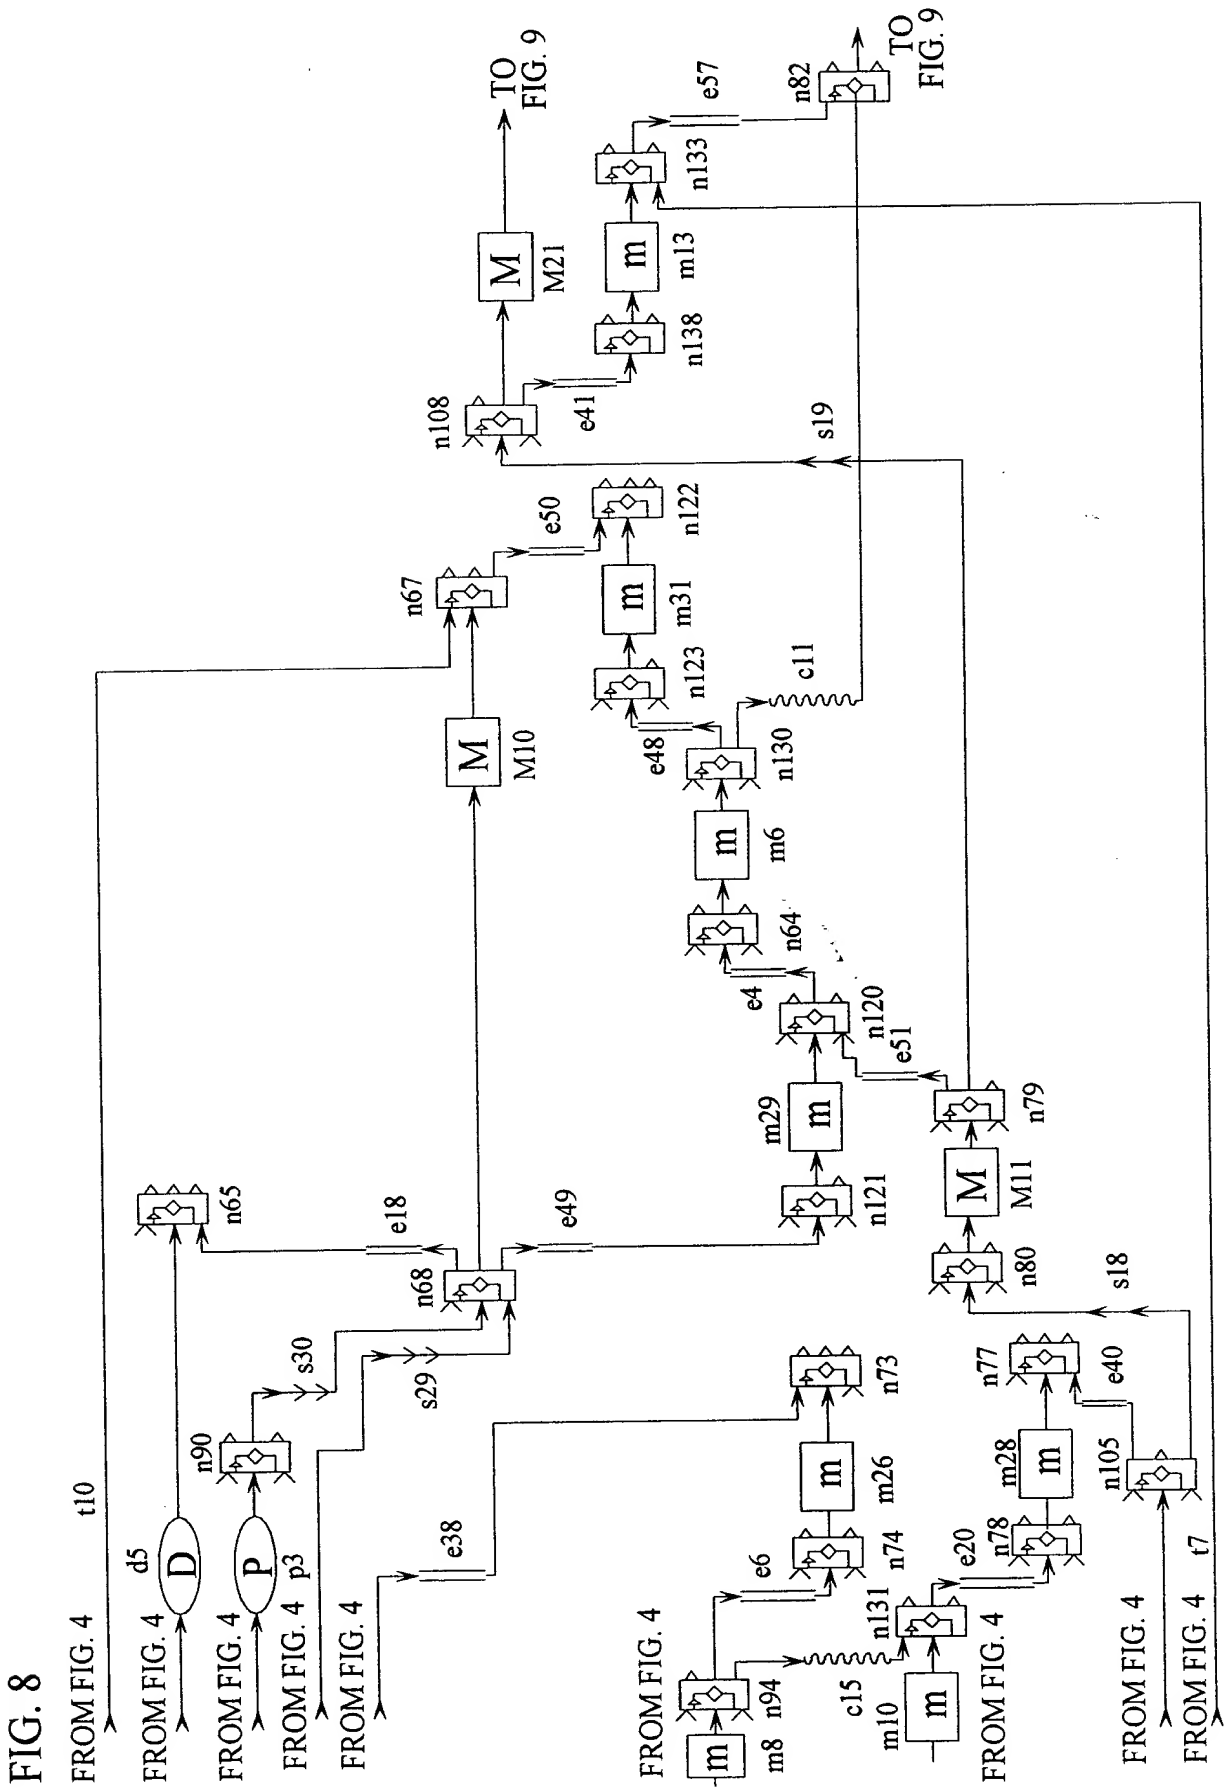 FIG. 8
FROM FIG. 4
t10
FROM FIG. 4
d5
D
n65
FROM FIG. 4
p3
P
n90
s30
e18
FROM FIG. 4
s29
n68
FROM FIG. 4
e38
e49
M
M10
n67
e50
n108
M
M21
TO
FIG. 9
e41
n138
m
m13
n133
e57
n82
TO
FIG. 9
n122
m
m31
n123
e48
n130
c11
s19
m
m6
n64
e4
n120
e51
m29
m
n121
n79
M
M11
n80
s18
FROM FIG. 4
m
m8
n94
e6
n74
m
m26
n73
c15
m10
m
n131
e20
n78
m28
m
n77
e40
n105
FROM FIG. 4
FROM FIG. 4
FROM FIG. 4
t7